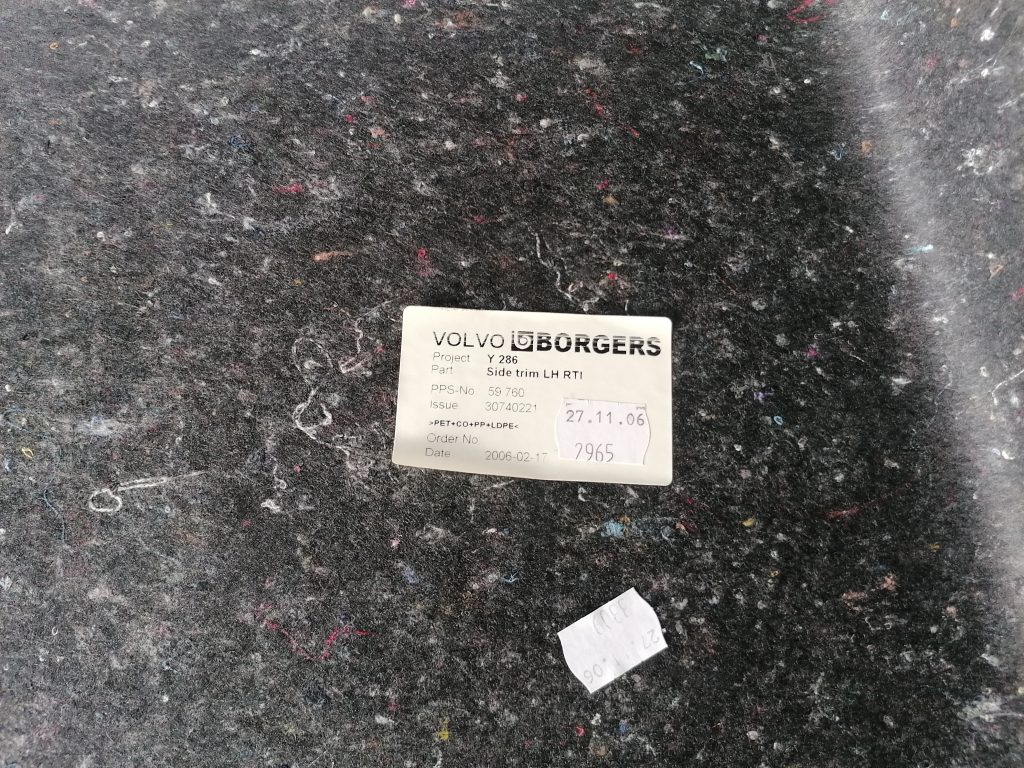 VOLVO BORGERS
Project Y 286
Part Side trim LH RTI
PPS-No 59 760
Issue 30740221
27.11.06
>PET+CO+PP+LDPE<
2965
Order No
Date 2006-02-17